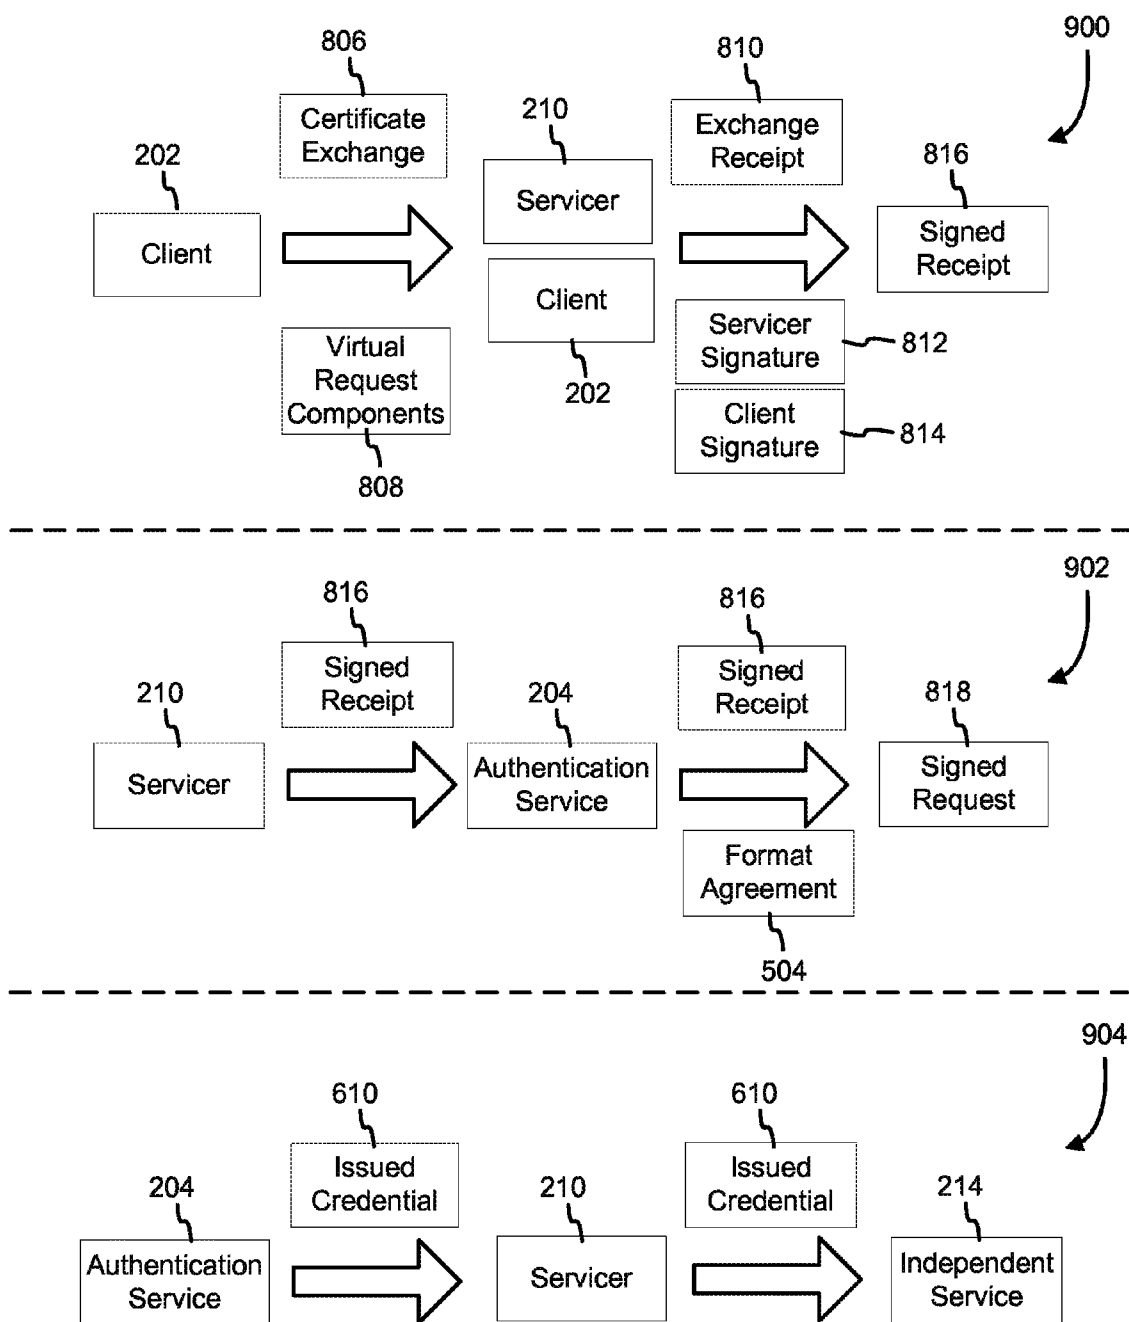 900
806
810
Certificate
Exchange
210
Exchange
Receipt
202
816
Servicer
Client
Signed
Receipt
Client
Virtual
Request
Components
Servicer
Signature
812
202
Client
Signature
814
808
902
816
816
Signed
Receipt
Signed
Receipt
210
204
818
Servicer
Authentication
Service
Signed
Request
Format
Agreement
504
904
610
610
Issued
Credential
Issued
Credential
204
210
214
Authentication
Service
Servicer
Independent
Service